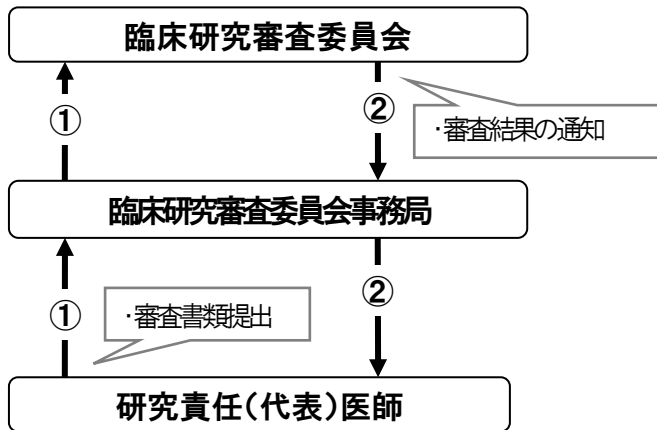 臨床研究審査委員会
①
②
・審査結果の通知
臨床研究審査委員会事務局
①
・審査書類提出
②
研究責任(代表)医師